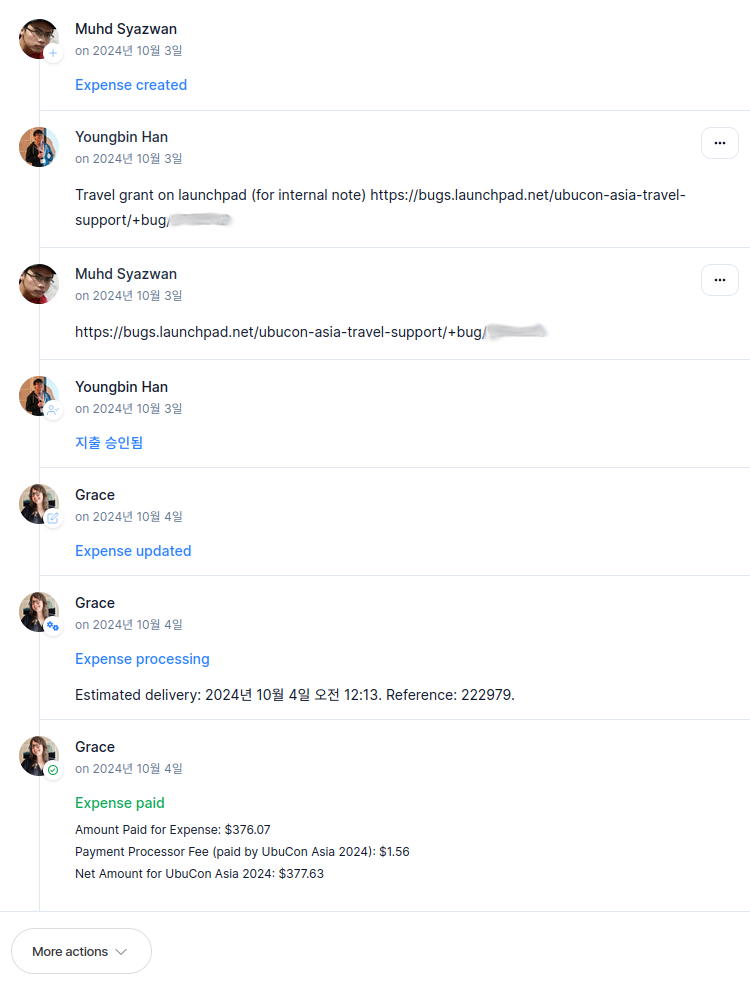 Muhd Syazwan
on 2024년 10월 3일
Expense created
Youngbin Han
on 2024년 10월 3일
Travel grant on launchpad (for internal note) https://bugs.launchpad.net/ubucon-asia-travel-
support/+bug/
Muhd Syazwan
on 2024년 10월 3일
https://bugs.launchpad.net/ubucon-asia-travel-support/+bug/
Youngbin Han
on 2024년 10월 3일
지출 승인됨
Grace
on 2024년 10월 4일
Expense updated
Grace
on 2024년 10월 4일
Expense processing
Estimated delivery: 2024년 10월 4일 오전 12:13. Reference: 222979.
Grace
on 2024년 10월 4일
Expense paid
Amount Paid for Expense: $376.07
Payment Processor Fee (paid by UbuCon Asia 2024): $1.56
Net Amount for UbuCon Asia 2024: $377.63
More actions